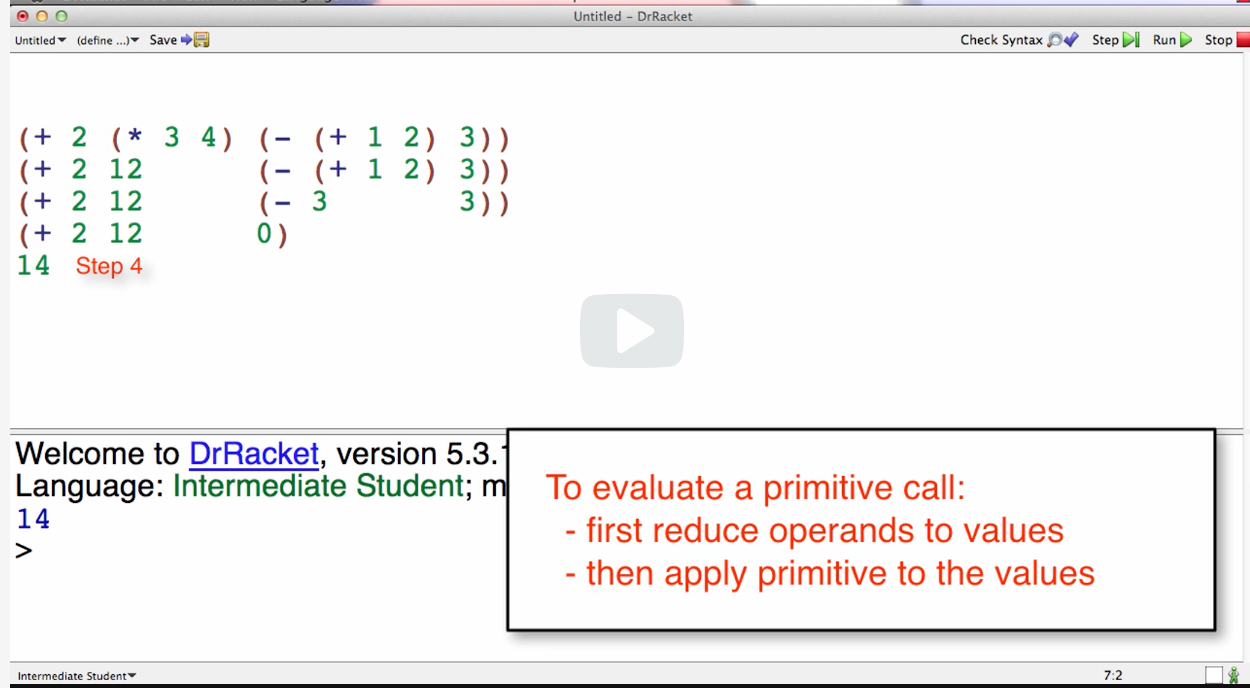 Untitled - DrRacket
Untitled (define ...) Save Check Syntax Step Run Stop
(+ 2 (* 3 4) (- (+ 1 2) 3))
(+ 2 12 (- (+ 1 2) 3))
(+ 2 12 (- 3 3))
(+ 2 12 0)
14 Step 4
Welcome to DrRacket, version 5.3.
Language: Intermediate Student; m
14
>
To evaluate a primitive call:
- first reduce operands to values
- then apply primitive to the values
Intermediate Student 7:2